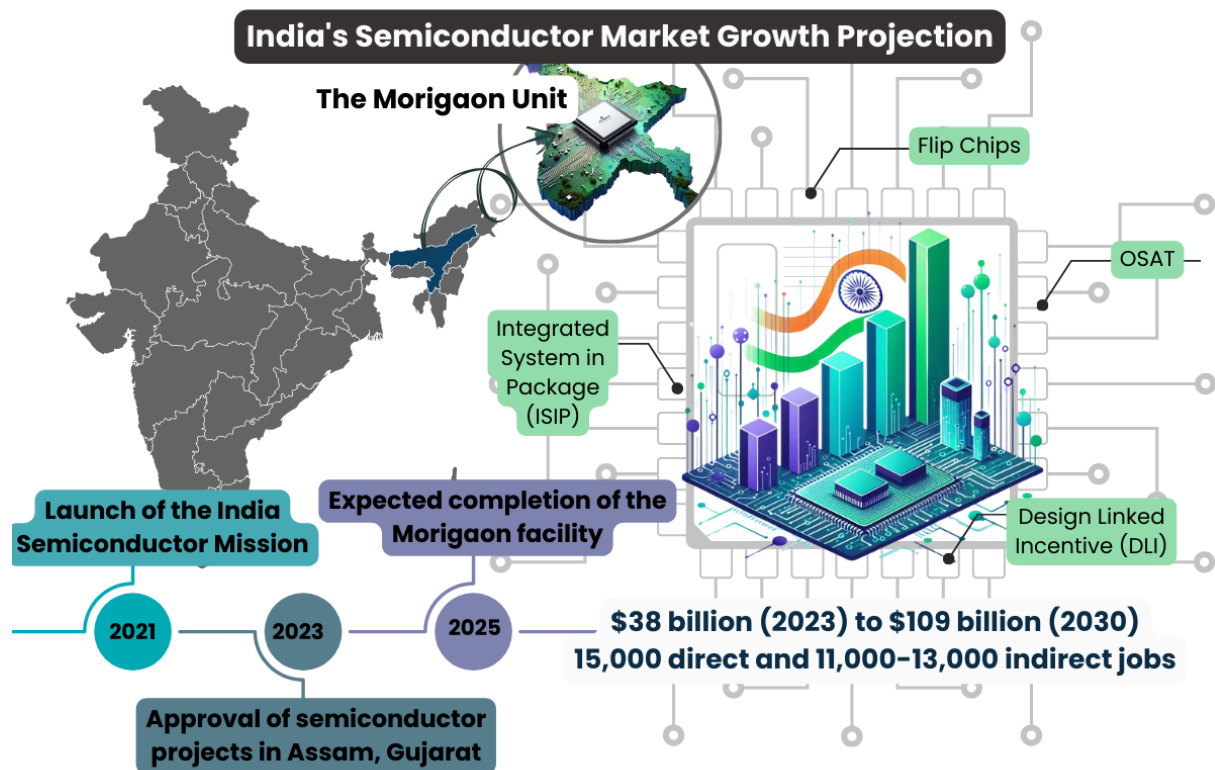 India's Semiconductor Market Growth Projection
The Morigaon Unit
Flip Chips
OSAT
Integrated
System in
Package
(ISIP)
Design Linked
Incentive (DLI)
Launch of the India
Semiconductor Mission
Expected completion of the
Morigaon facility
2021
2023
2025
Approval of semiconductor
projects in Assam, Gujarat
$38 billion (2023) to $109 billion (2030)
15,000 direct and 11,000-13,000 indirect jobs